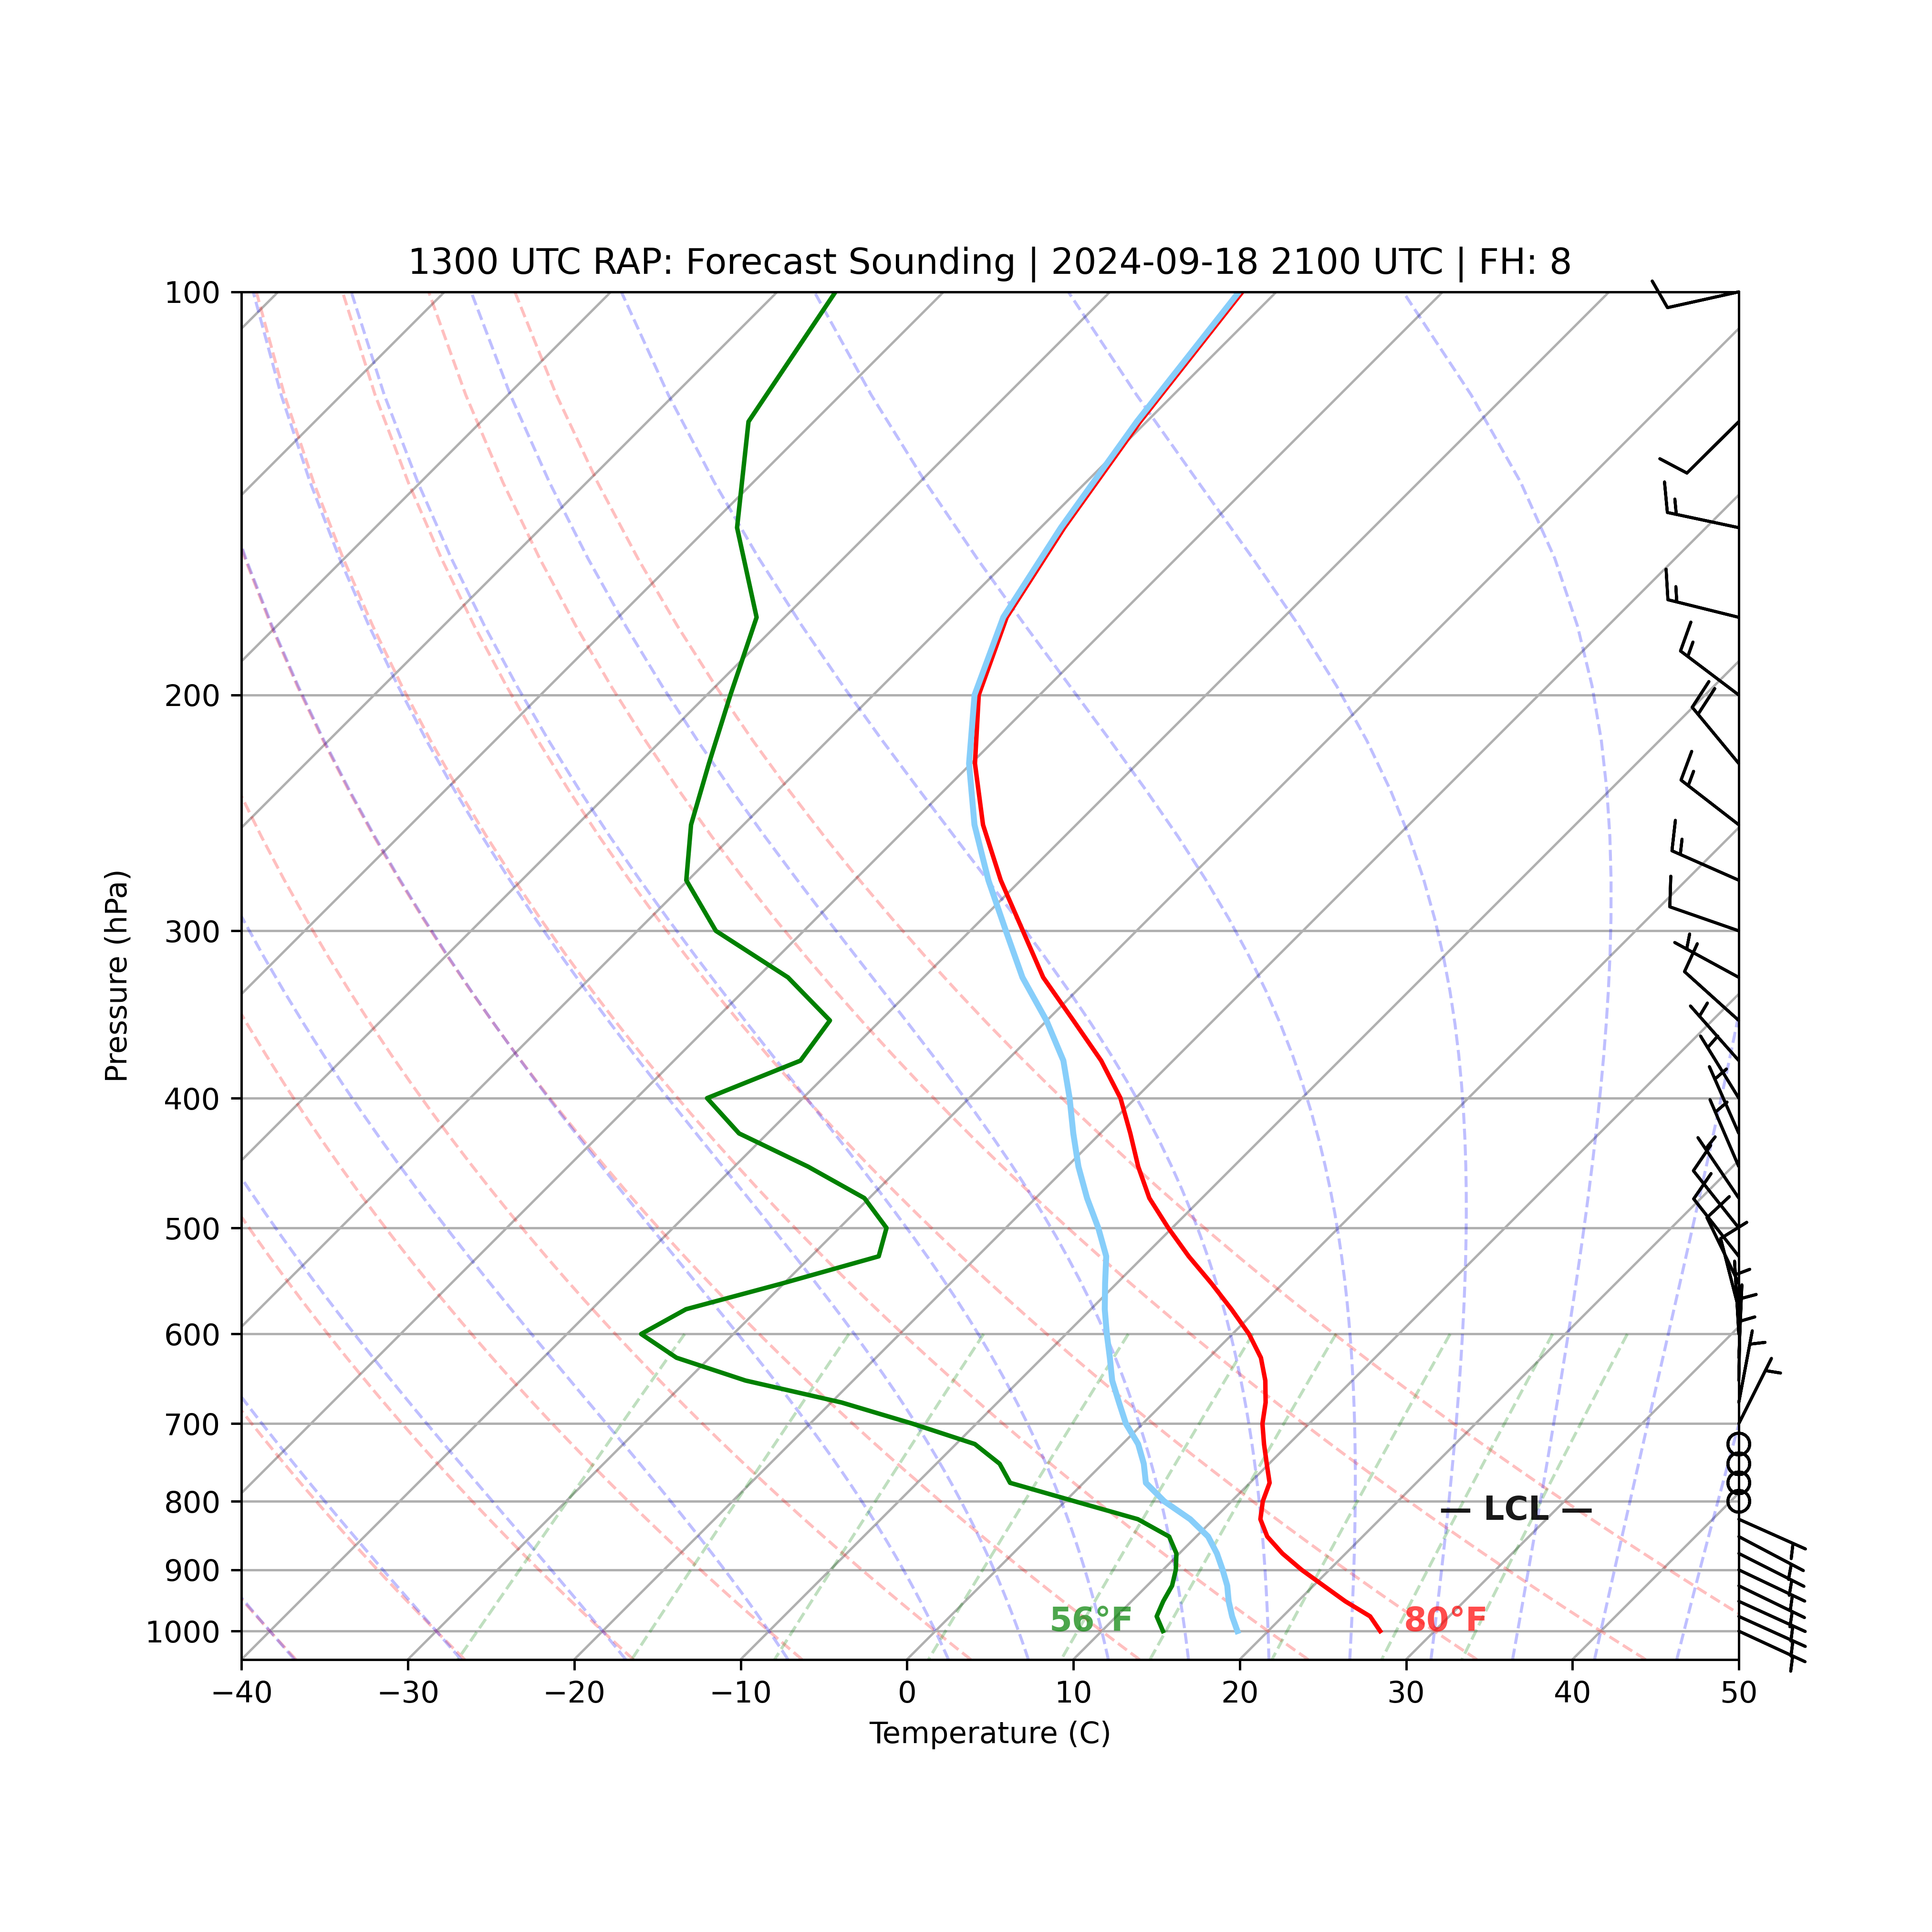 1300 UTC RAP: Forecast Sounding | 2024-09-18 2100 UTC | FH: 8
100
200
300
400
500
600
700
800
900
1000
Pressure (hPa)
— LCL —
56°F
80°F
−40 −30 −20 −10 0 10 20 30 40 50
Temperature (C)